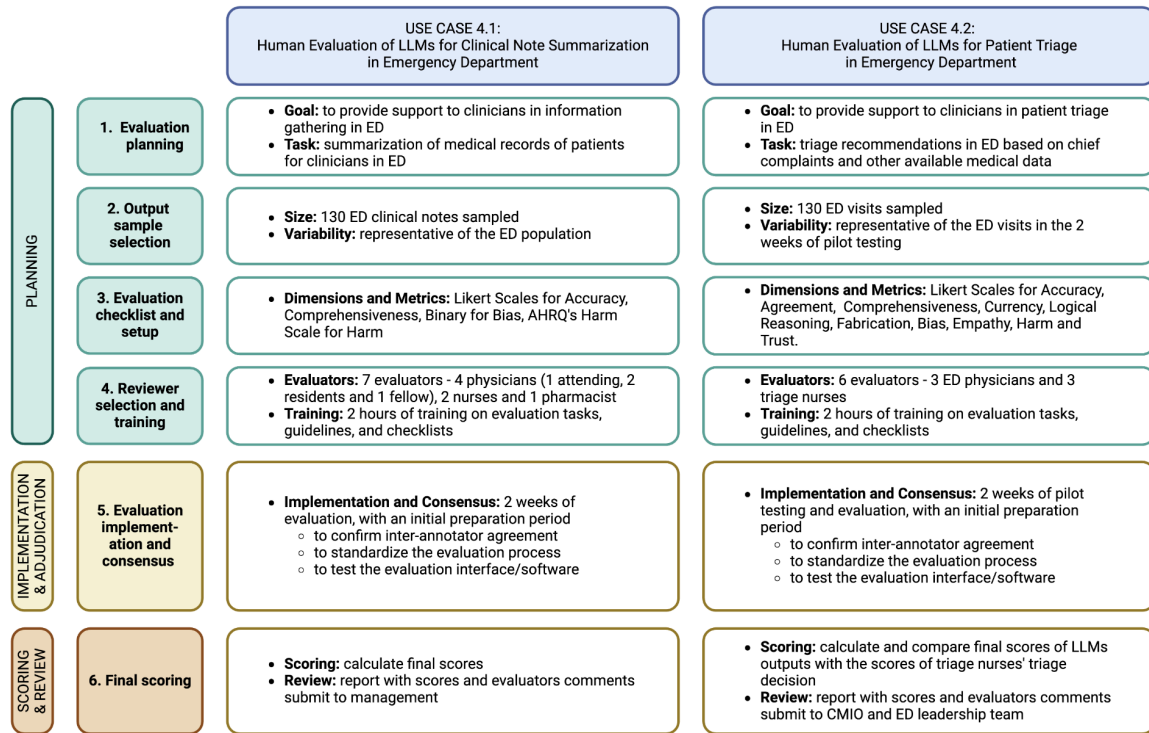 USE CASE 4.1:
Human Evaluation of LLMs for Clinical Note Summarization
in Emergency Department
USE CASE 4.2:
Human Evaluation of LLMs for Patient Triage
in Emergency Department
PLANNING
1. Evaluation
planning
• Goal: to provide support to clinicians in information
gathering in ED
• Task: summarization of medical records of patients
for clinicians in ED
• Goal: to provide support to clinicians in patient triage
in ED
• Task: triage recommendations in ED based on chief
complaints and other available medical data
2. Output
sample
selection
• Size: 130 ED clinical notes sampled
• Variability: representative of the ED population
• Size: 130 ED visits sampled
• Variability: representative of the ED visits in the 2
weeks of pilot testing
3. Evaluation
checklist and
setup
• Dimensions and Metrics: Likert Scales for Accuracy,
Comprehensiveness, Binary for Bias, AHRQ's Harm
Scale for Harm
• Dimensions and Metrics: Likert Scales for Accuracy,
Agreement, Comprehensiveness, Currency, Logical
Reasoning, Fabrication, Bias, Empathy, Harm and
Trust.
4. Reviewer
selection and
training
• Evaluators: 7 evaluators - 4 physicians (1 attending, 2
residents and 1 fellow), 2 nurses and 1 pharmacist
• Training: 2 hours of training on evaluation tasks,
guidelines, and checklists
• Evaluators: 6 evaluators - 3 ED physicians and 3
triage nurses
• Training: 2 hours of training on evaluation tasks,
guidelines, and checklists
IMPLEMENTATION
& ADJUDICATION
5. Evaluation
implement-
ation and
consensus
• Implementation and Consensus: 2 weeks of
evaluation, with an initial preparation period
○ to confirm inter-annotator agreement
○ to standardize the evaluation process
○ to test the evaluation interface/software
• Implementation and Consensus: 2 weeks of pilot
testing and evaluation, with an initial preparation
period
○ to confirm inter-annotator agreement
○ to standardize the evaluation process
○ to test the evaluation interface/software
SCORING
& REVIEW
6. Final scoring
• Scoring: calculate final scores
• Review: report with scores and evaluators comments
submit to management
• Scoring: calculate and compare final scores of LLMs
outputs with the scores of triage nurses' triage
decision
• Review: report with scores and evaluators comments
submit to CMIO and ED leadership team